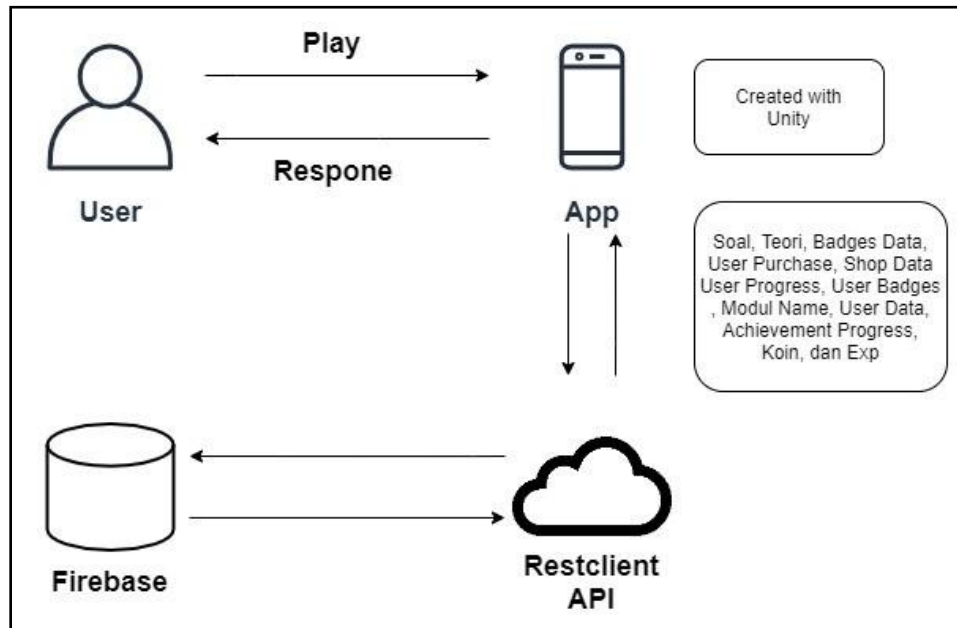 Play
Respone
User
App
Created with
Unity
Soal, Teori, Badges Data,
User Purchase, Shop Data
User Progress, User Badges
, Modul Name, User Data,
Achievement Progress,
Koin, dan Exp
Firebase
Restclient
API